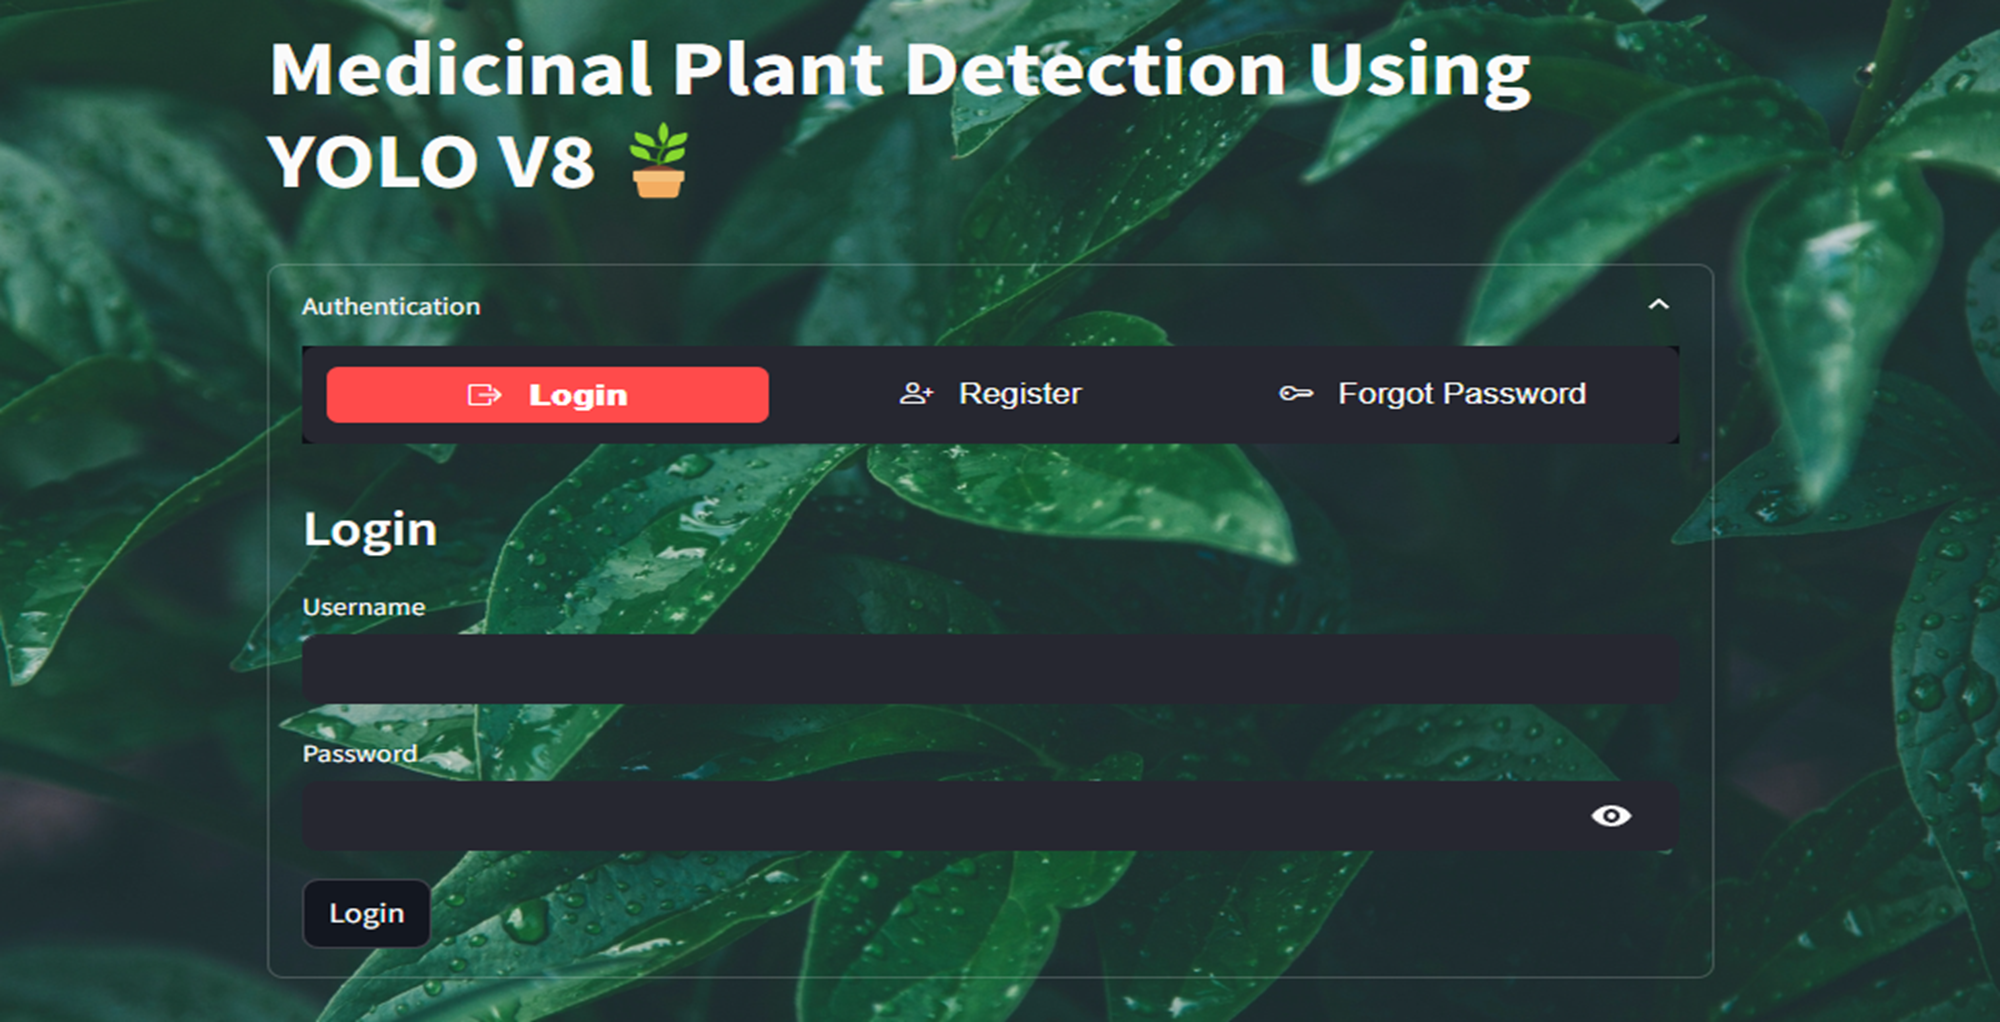 Medicinal Plant Detection Using
YOLO V8 🪴
Authentication
Login
Register
Forgot Password
Login
Username
Password
Login